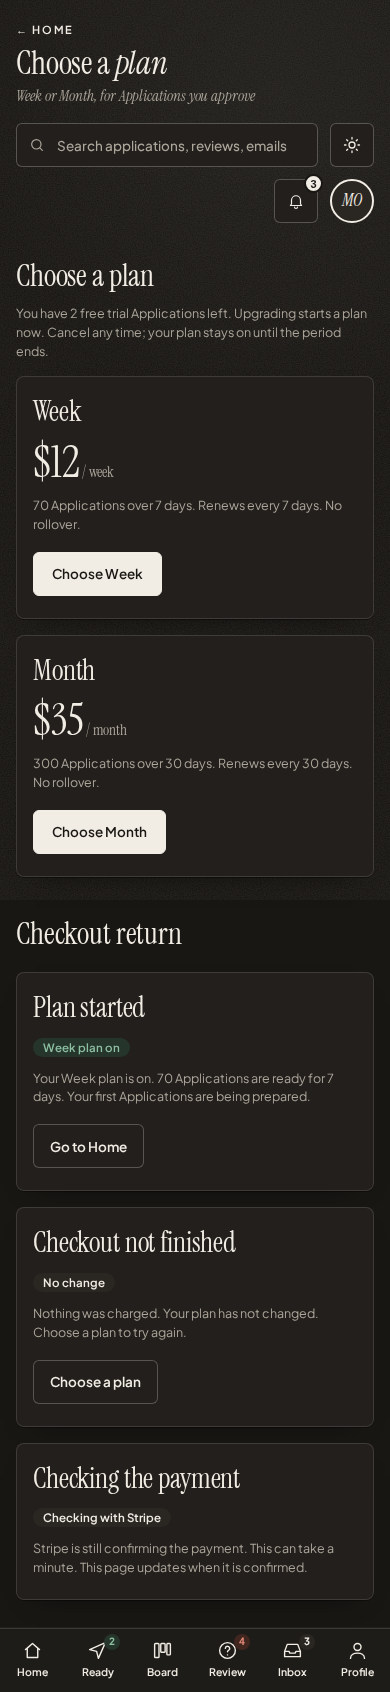 ← HOME
Choose a plan
Week or Month, for Applications you approve
Search applications, reviews, emails
3
MO
Choose a plan
You have 2 free trial Applications left. Upgrading starts a plan
now. Cancel any time; your plan stays on until the period
ends.
Week
$12 / week
70 Applications over 7 days. Renews every 7 days. No
rollover.
Choose Week
Month
$35 / month
300 Applications over 30 days. Renews every 30 days.
No rollover.
Choose Month
Checkout return
Plan started
Week plan on
Your Week plan is on. 70 Applications are ready for 7
days. Your first Applications are being prepared.
Go to Home
Checkout not finished
No change
Nothing was charged. Your plan has not changed.
Choose a plan to try again.
Choose a plan
Checking the payment
Checking with Stripe
Stripe is still confirming the payment. This can take a
minute. This page updates when it is confirmed.
2 4 3
Home Ready Board Review Inbox Profile